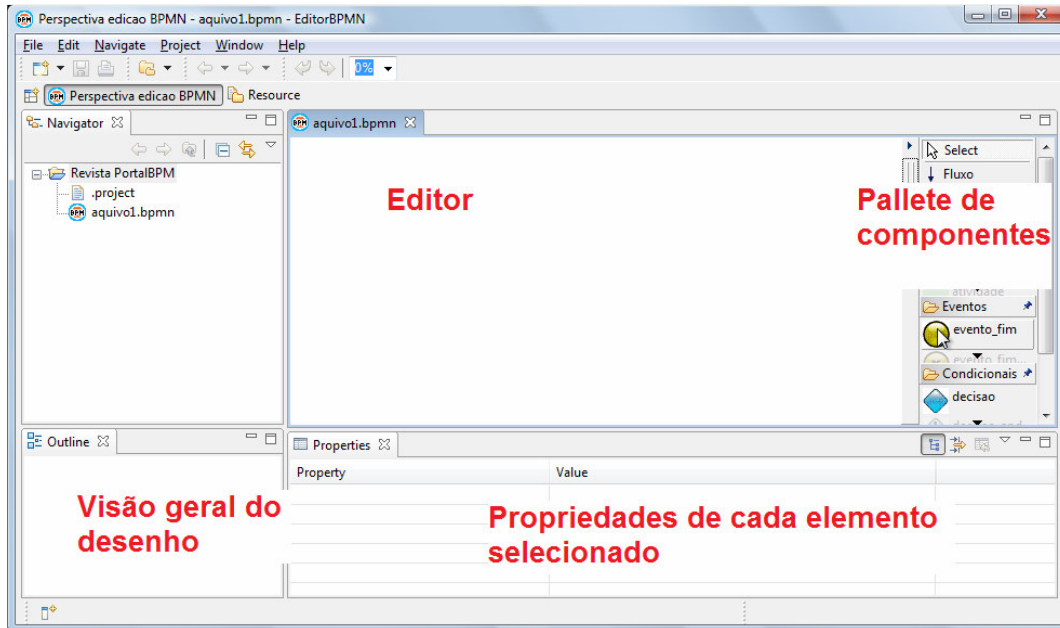 Perspectiva edicao BPMN - aquivo1.bpmn - EditorBPMN
File Edit Navigate Project Window Help
0%
Perspectiva edicao BPMN Resource
Navigator
Revista PortalBPM
.project
aquivo1.bpmn
aquivo1.bpmn
Editor
Select
Fluxo
Pallete de
componentes
atividade
Eventos
evento_fim
evento_fim...
Condicionais
decisao
Outline
Visão geral do
desenho
Properties
Property Value
Propriedades de cada elemento
selecionado